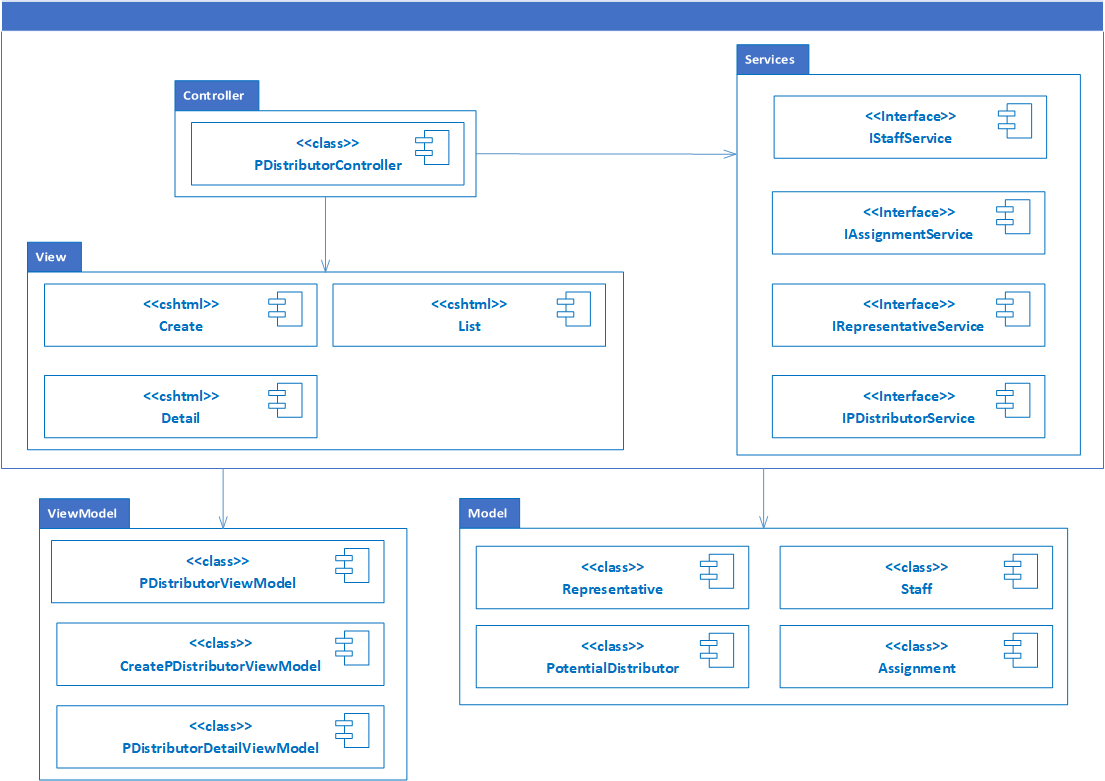 Services
Controller
<<Interface>>
IStaffService
<<class>>
PDistributorController
<<Interface>>
IAssignmentService
View
<<cshtml>>
Create
<<cshtml>>
List
<<Interface>>
IRepresentativeService
<<cshtml>>
Detail
<<Interface>>
IPDistributorService
ViewModel
<<class>>
PDistributorViewModel
<<class>>
CreatePDistributorViewModel
<<class>>
PDistributorDetailViewModel
Model
<<class>>
Representative
<<class>>
Staff
<<class>>
PotentialDistributor
<<class>>
Assignment